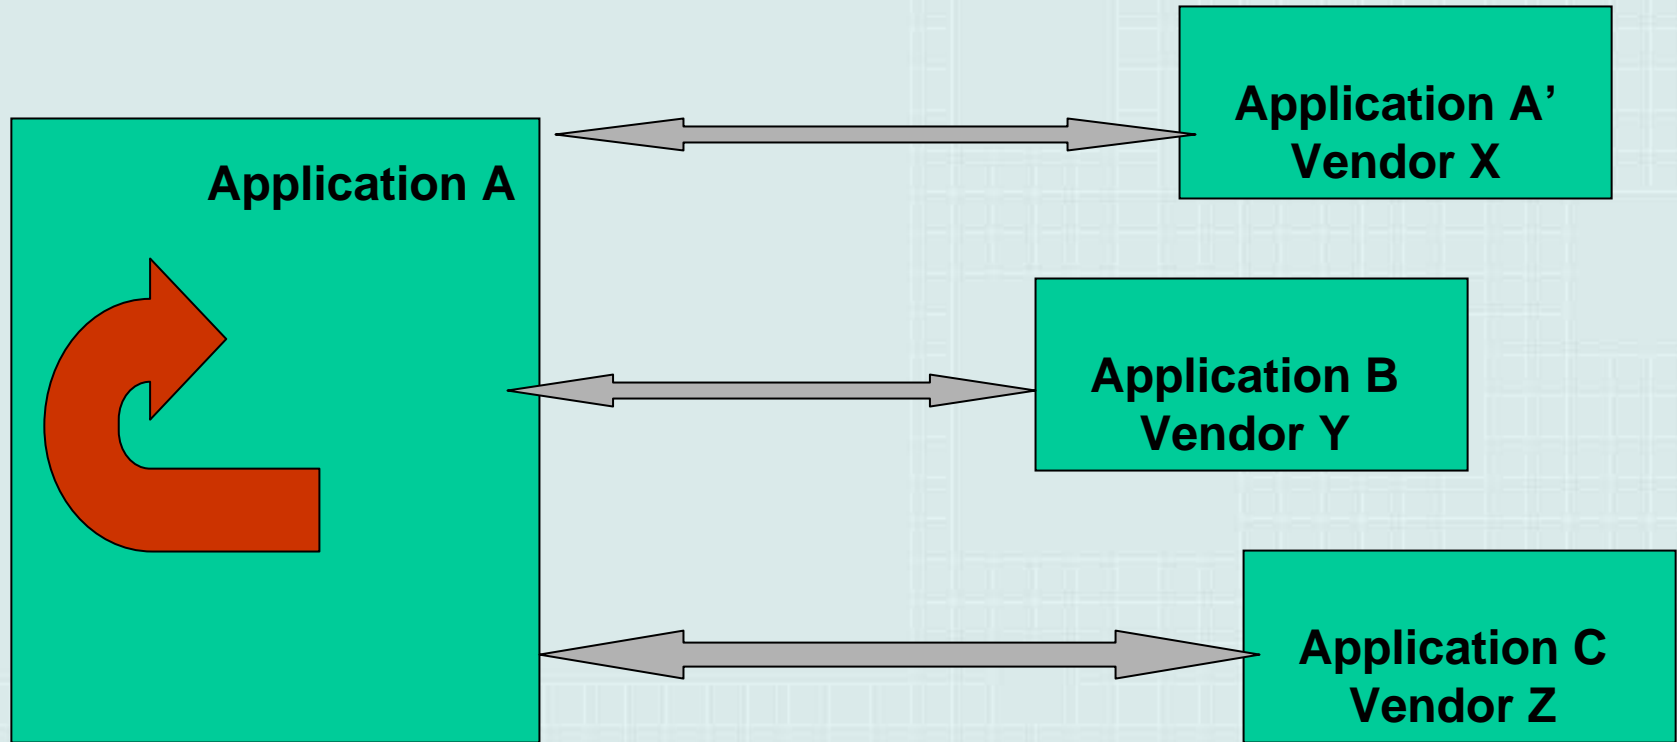 Application A
Application A’
Vendor X
Application B
Vendor Y
Application C
Vendor Z